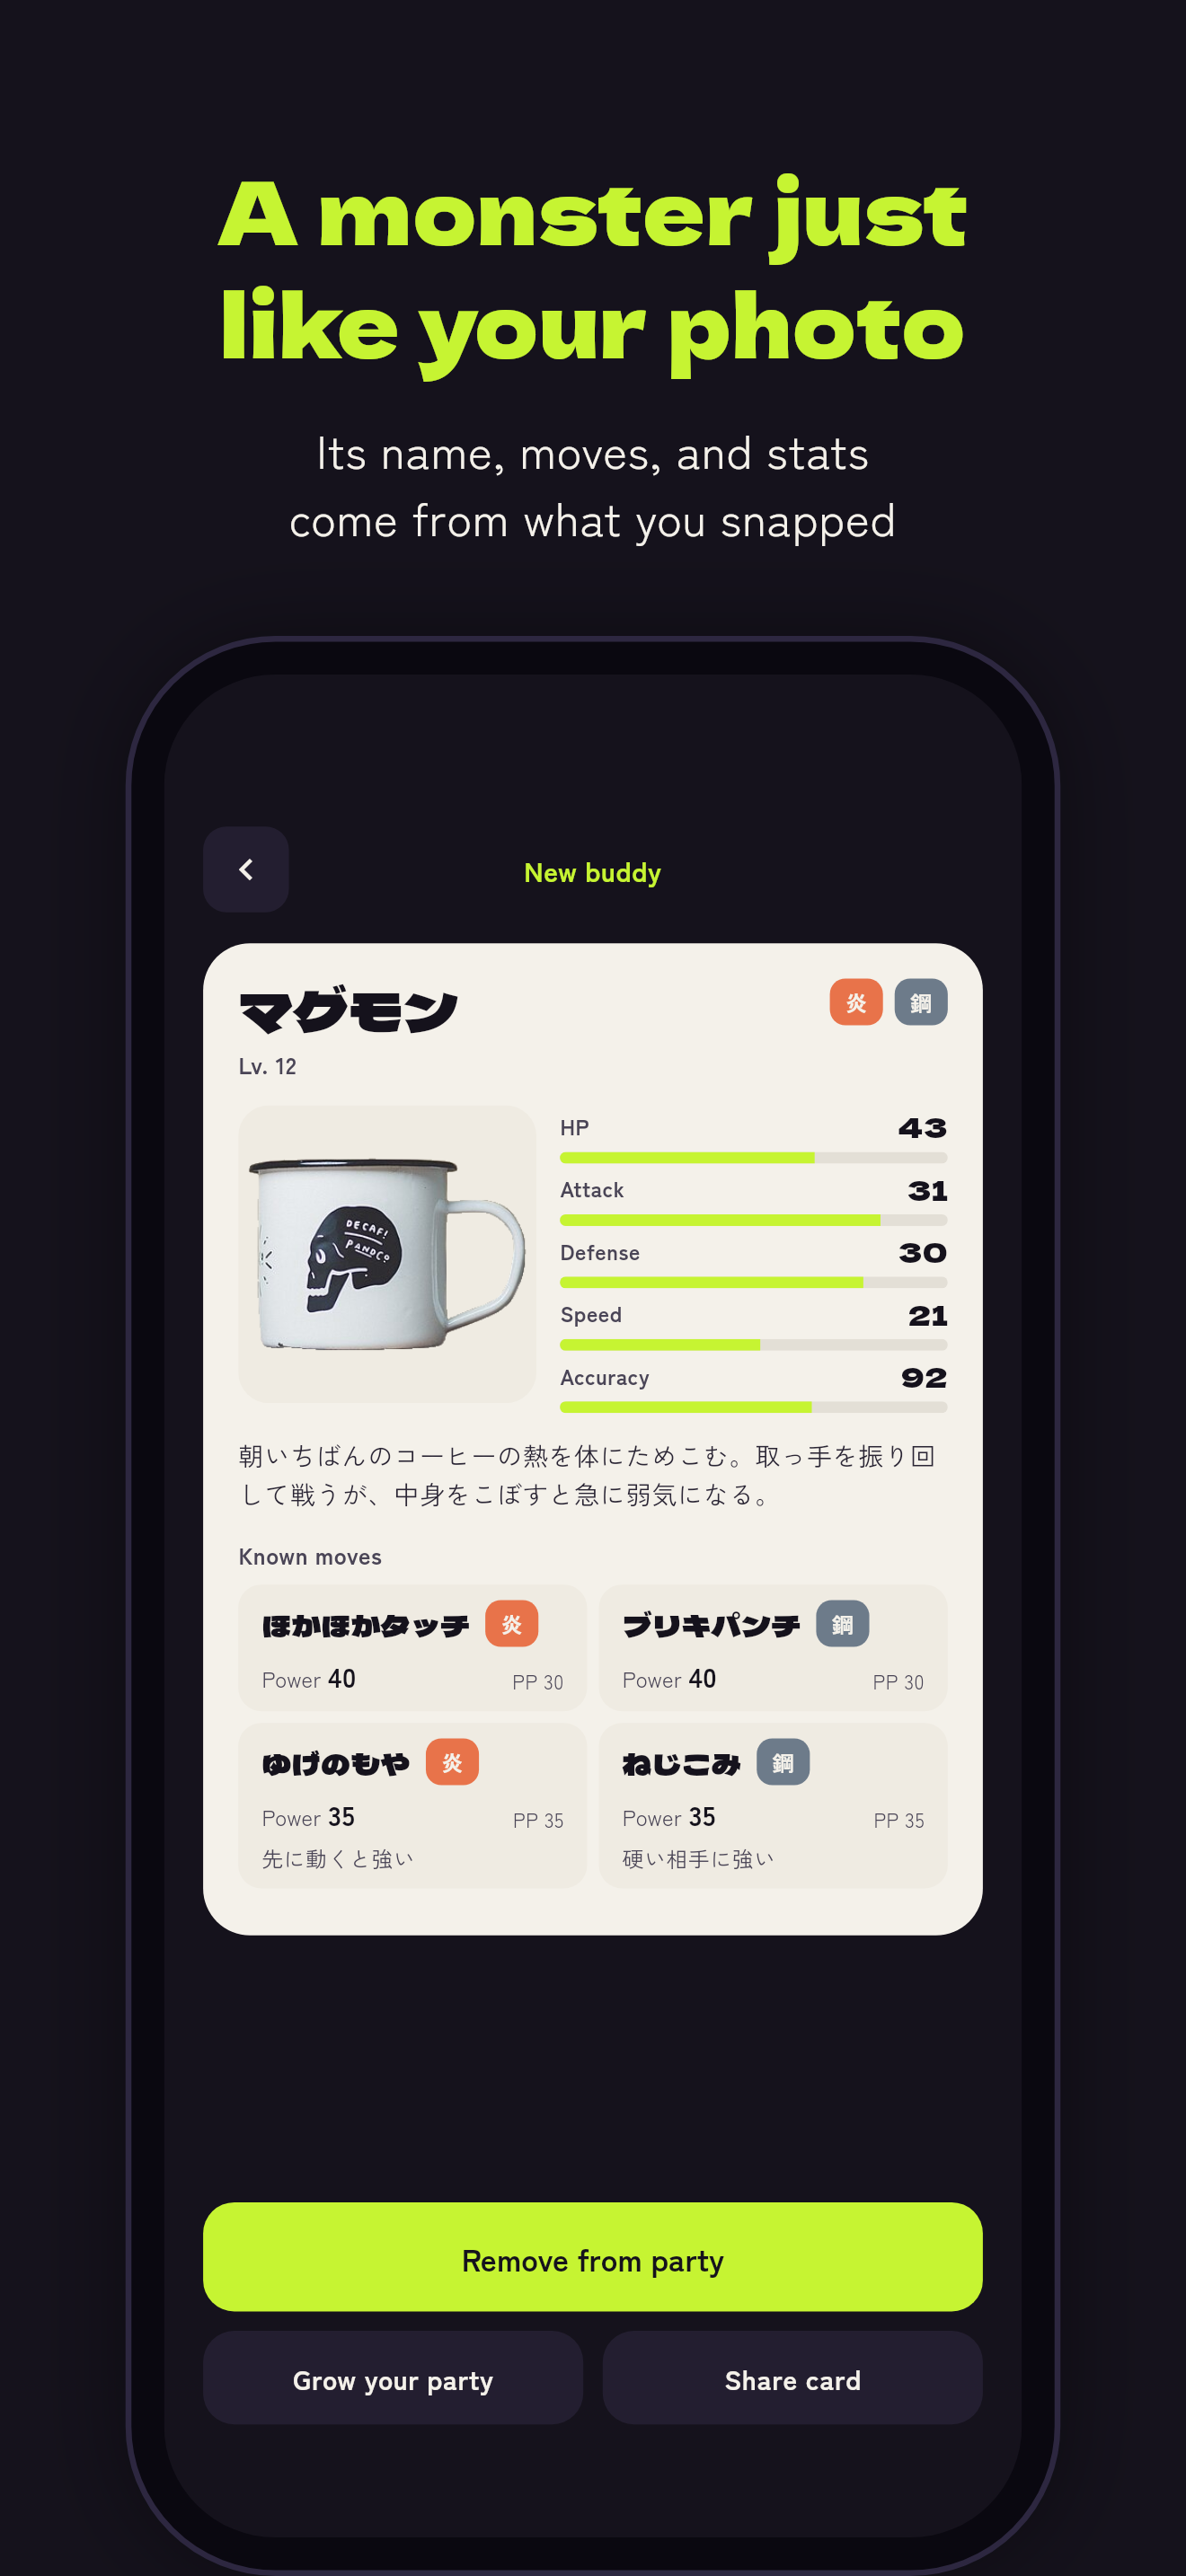 A monster just
like your photo
Its name, moves, and stats
come from what you snapped
New buddy
マグモン
炎 鋼
Lv. 12
HP 43
Attack 31
DECAF!
PANDCO
Defense 30
Speed 21
Accuracy 92
朝いちばんのコーヒーの熱を体にためこむ。取っ手を振り回
して戦うが、中身をこぼすと急に弱気になる。
Known moves
ほかほかタッチ 炎
Power 40 PP 30
ブリキパンチ 鋼
Power 40 PP 30
ゆげのもや 炎
Power 35 PP 35
先に動くと強い
ねじこみ 鋼
Power 35 PP 35
硬い相手に強い
Remove from party
Grow your party
Share card